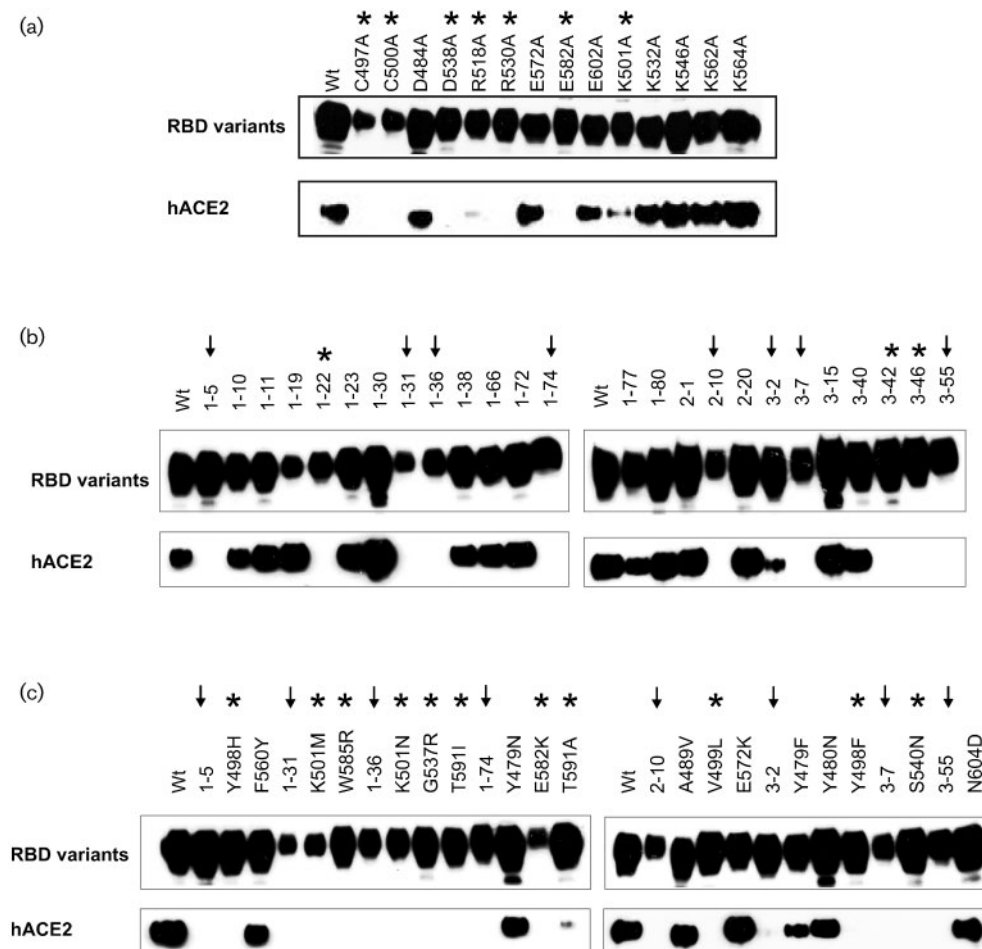 (a)
* * * * * * *
Wt C497A C500A D484A D538A R518A R530A E572A E582A E602A K501A K532A K546A K562A K564A
RBD variants
hACE2
(b)
↓ * ↓ ↓ ↓ ↓ ↓ ↓ * * ↓
Wt 1-5 1-10 1-11 1-19 1-22 1-23 1-30 1-31 1-36 1-38 1-66 1-72 1-74 Wt 1-77 1-80 2-1 2-10 2-20 3-2 3-7 3-15 3-40 3-42 3-46 3-55
RBD variants
hACE2
(c)
↓ * ↓ * * ↓ * * * ↓ * * ↓ * ↓ * ↓ * ↓
Wt 1-5 Y498H F560Y 1-31 K501M W585R 1-36 K501N G537R T591I 1-74 Y479N E582K T591A Wt 2-10 A489V V499L E572K 3-2 Y479F Y480N Y498F 3-7 S540N 3-55 N604D
RBD variants
hACE2